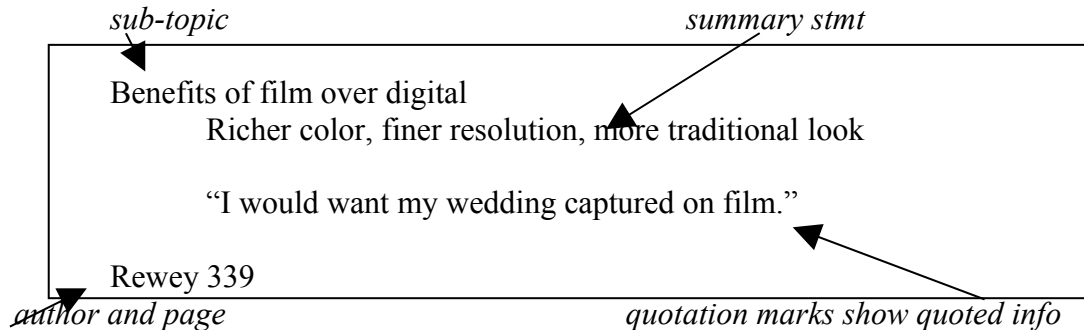 sub-topic summary stmt
Benefits of film over digital
Richer color, finer resolution, more traditional look
“I would want my wedding captured on film.”
Rewey 339
author and page quotation marks show quoted info